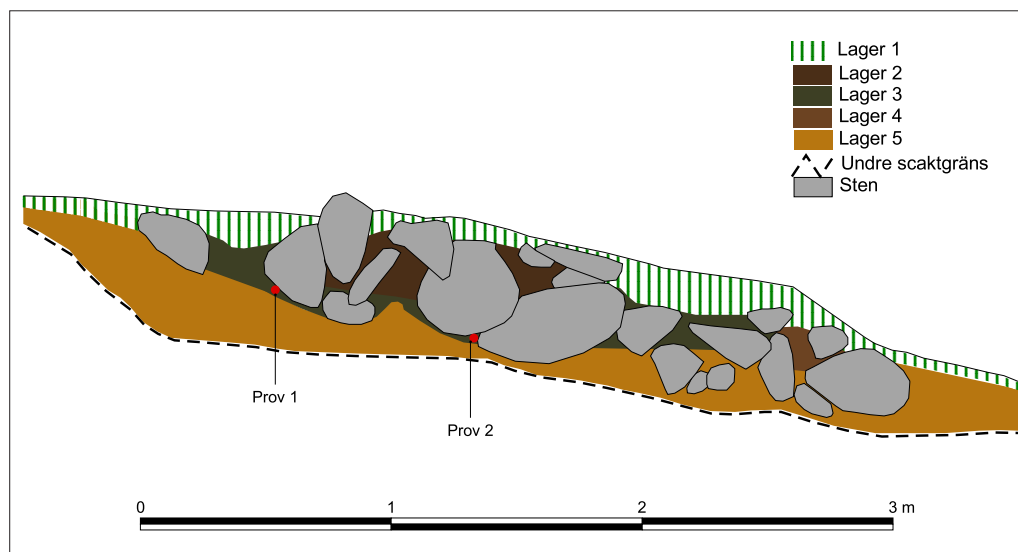 Lager 1
Lager 2
Lager 3
Lager 4
Lager 5
Undre scaktgräns
Sten
Prov 1
Prov 2
0 1 2 3 m